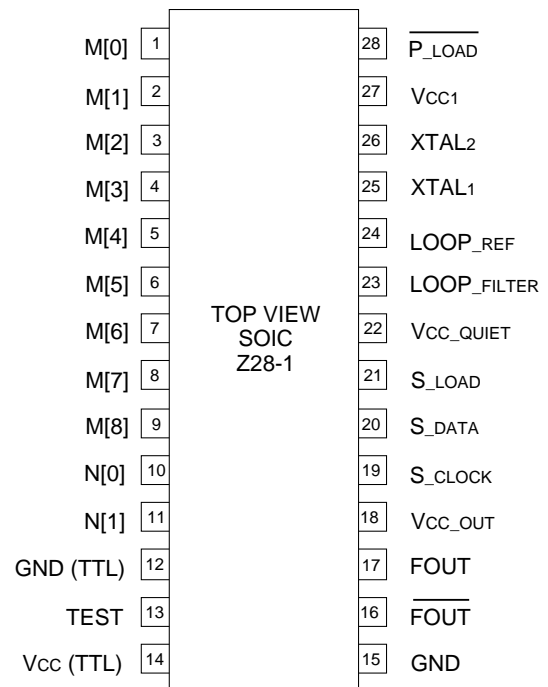 M[0] 1 28 P_LOAD
M[1] 2 27 VCC1
M[2] 3 26 XTAL2
M[3] 4 25 XTAL1
M[4] 5 24 LOOP_REF
M[5] 6 23 LOOP_FILTER
M[6] 7 22 VCC_QUIET
M[7] 8 21 S_LOAD
M[8] 9 20 S_DATA
N[0] 10 19 S_CLOCK
N[1] 11 18 VCC_OUT
GND (TTL) 12 17 FOUT
TEST 13 16 FOUT
VCC (TTL) 14 15 GND
TOP VIEW
SOIC
Z28-1